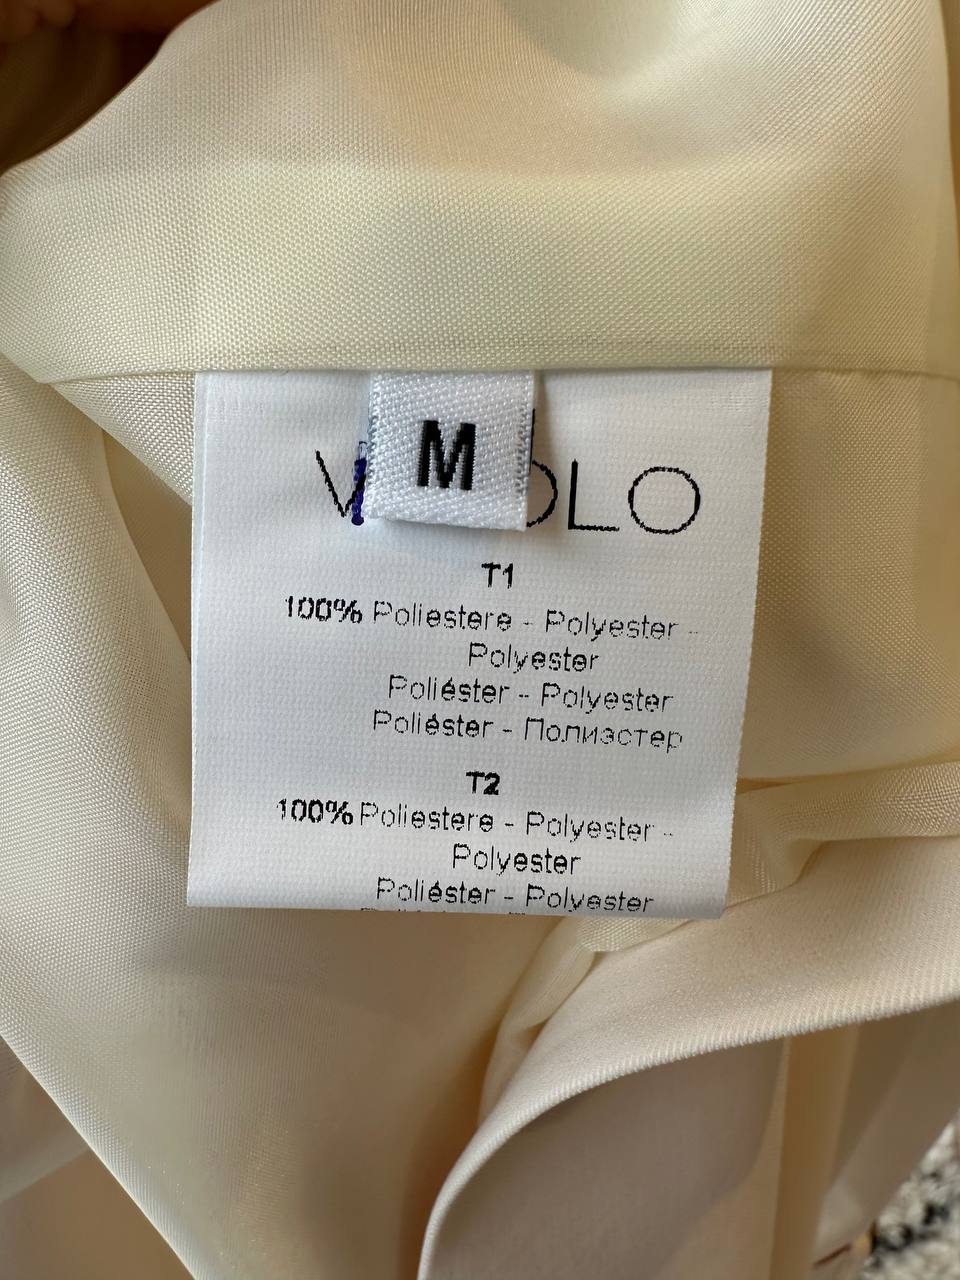 M
T1
100% Poliestere - Polyester -
Polyester
Poliéster - Polyester
Poliéster - Полиэстер
T2
100% Poliestere - Polyester -
Polyester
Poliéster - Polyester